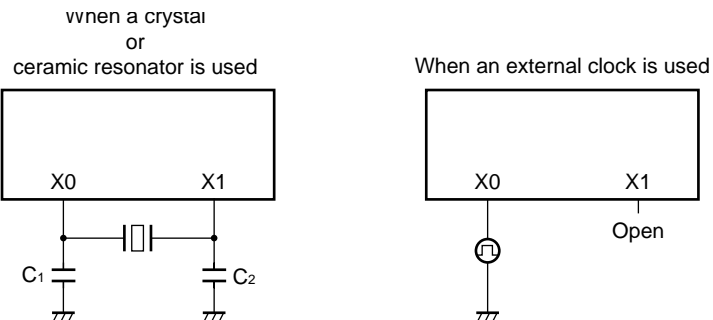 When a crystal
or
ceramic resonator is used
X0 X1
C1 C2
When an external clock is used
X0 X1
Open